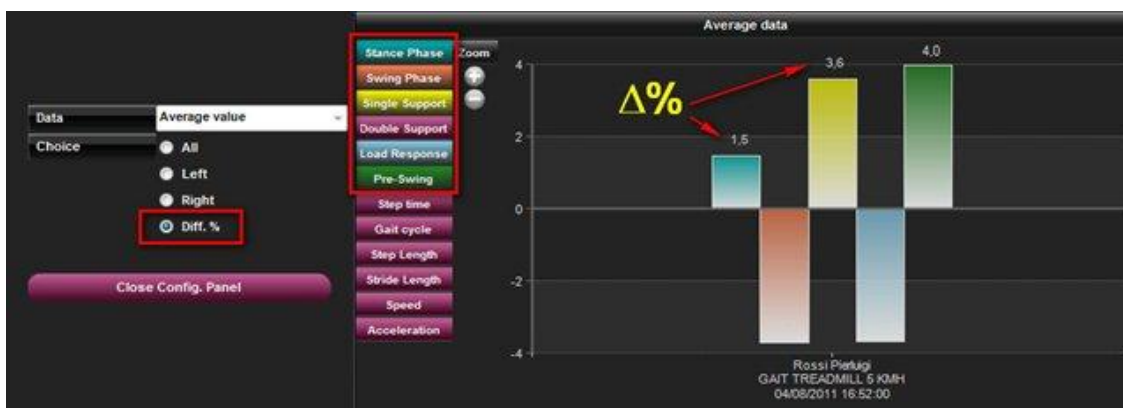 Average data
Data
Average value
Choice
All
Left
Right
Diff. %
Close Config. Panel
Stance Phase
Swing Phase
Single Support
Double Support
Load Response
Pre-Swing
Step time
Gait cycle
Step Length
Stride Length
Speed
Acceleration
Zoom
4
2
0
-2
-4
Δ%
1,5
3,6
4,0
Rossi Pierluigi
GAIT TREADMILL 5 KMH
04/08/2011 16:52:00